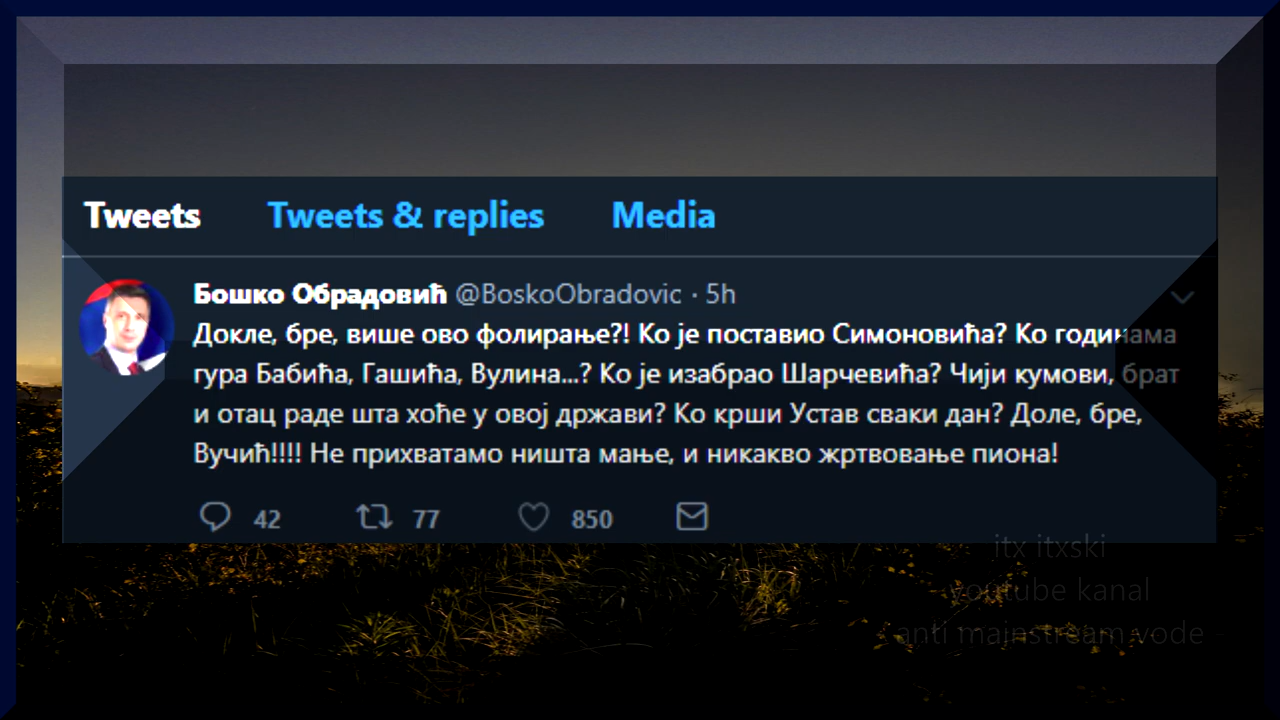 Tweets Tweets & replies Media
Бошко Обрадовић @BoskoObradovic · 5h
Докле, бре, више ово фолирање?! Ко је поставио Симоновића? Ко годинама
гура Бабића, Гашића, Вулина...? Ко је изабрао Шарчевића? Чији кумови, брат
и отац раде шта хоће у овој држави? Ко крши Устав сваки дан? Доле, бре,
Вучић!!!! Не прихватамо ништа мање, и никакво жртвовање пиона!
42 77 850
itx itxski
youtube kanal
anti mainstream vode